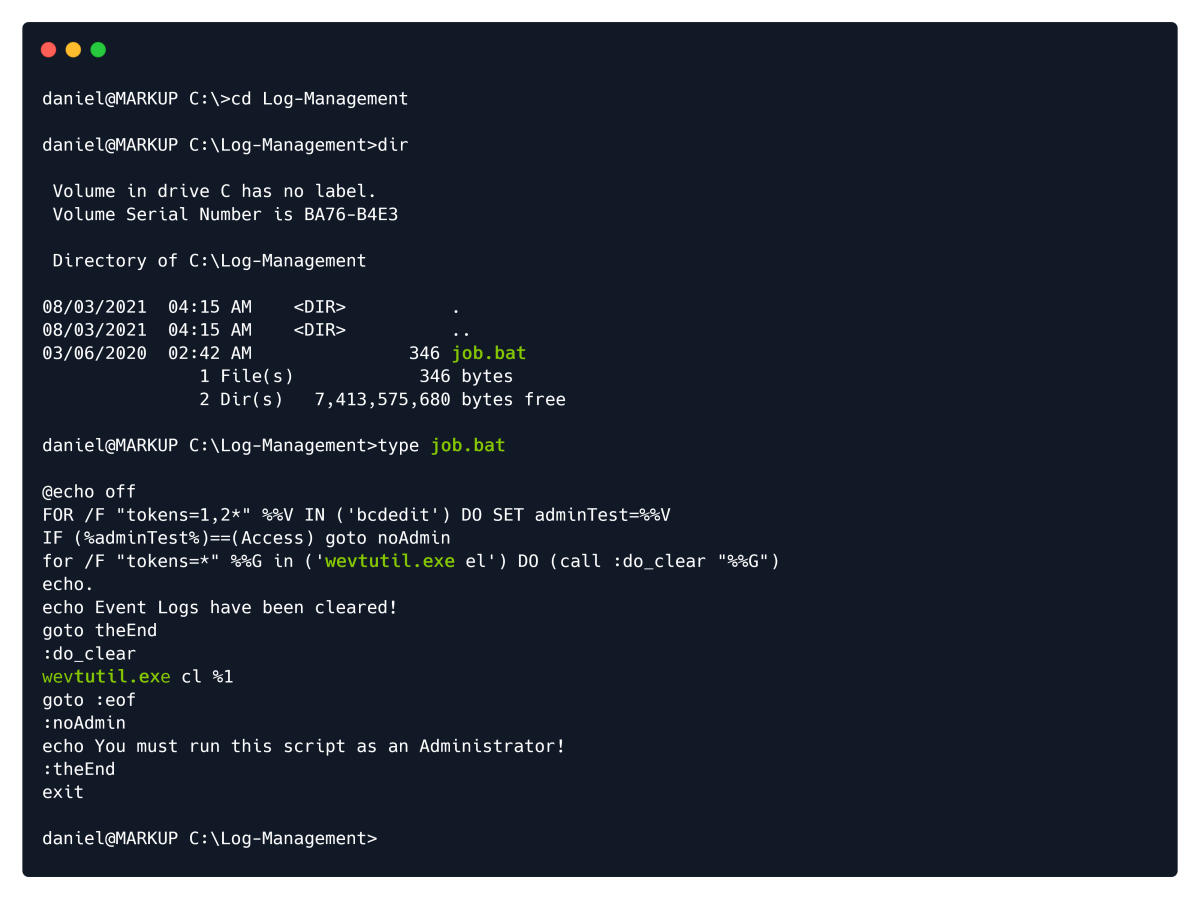 daniel@MARKUP C:\>cd Log-Management
daniel@MARKUP C:\Log-Management>dir
Volume in drive C has no label.
Volume Serial Number is BA76-B4E3
Directory of C:\Log-Management
08/03/2021  04:15 AM    <DIR>          .
08/03/2021  04:15 AM    <DIR>          ..
03/06/2020  02:42 AM               346 job.bat
               1 File(s)            346 bytes
               2 Dir(s)   7,413,575,680 bytes free
daniel@MARKUP C:\Log-Management>type job.bat
@echo off
FOR /F "tokens=1,2*" %%V IN ('bcdedit') DO SET adminTest=%%V
IF (%adminTest%)==(Access) goto noAdmin
for /F "tokens=*" %%G in ('wevtutil.exe el') DO (call :do_clear "%%G")
echo.
echo Event Logs have been cleared!
goto theEnd
:do_clear
wevtutil.exe cl %1
goto :eof
:noAdmin
echo You must run this script as an Administrator!
:theEnd
exit
daniel@MARKUP C:\Log-Management>